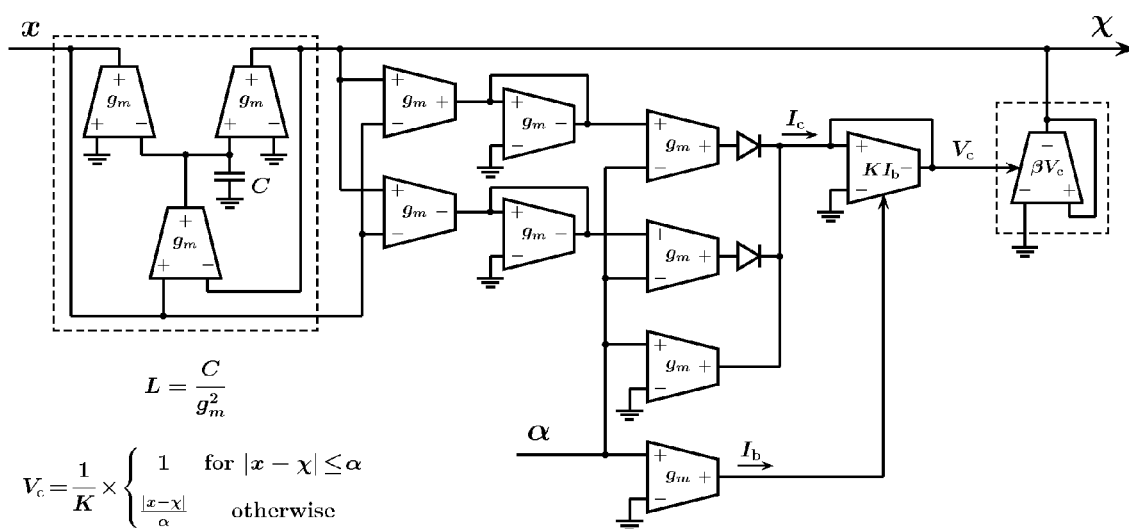 x χ
+ g_m + −
+ g_m + −
C
+ g_m + −
+ g_m + −
+ g_m − −
+ g_m − −
+ g_m − −
+ g_m + −
g_m + −
+ g_m + −
+ g_m + −
I_c
+ KI_b − −
V_c
− βV_c − +
α
I_b
L = C / g_m^2
V_c = 1/K × { 1 for |x − χ| ≤ α
|x−χ|/α otherwise